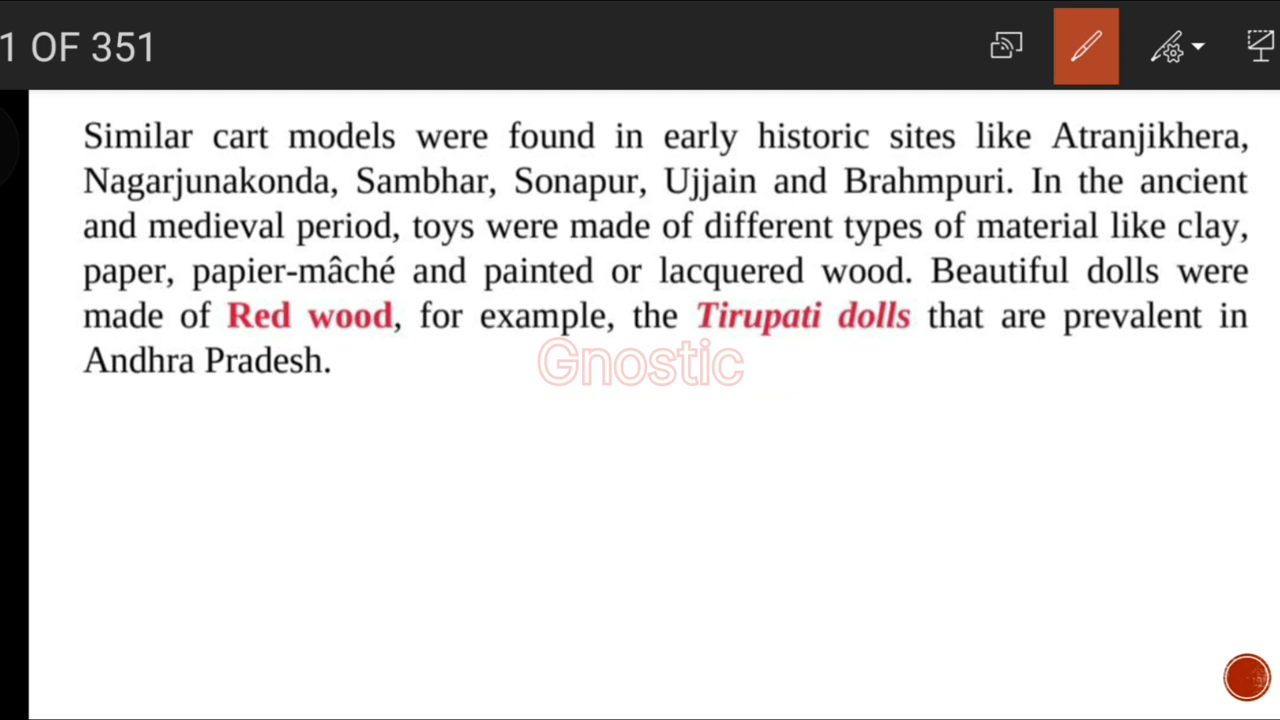 1 OF 351
Similar cart models were found in early historic sites like Atranjikhera,
Nagarjunakonda, Sambhar, Sonapur, Ujjain and Brahmpuri. In the ancient
and medieval period, toys were made of different types of material like clay,
paper, papier-mâché and painted or lacquered wood. Beautiful dolls were
made of Red wood, for example, the Tirupati dolls that are prevalent in
Andhra Pradesh.
Gnostic